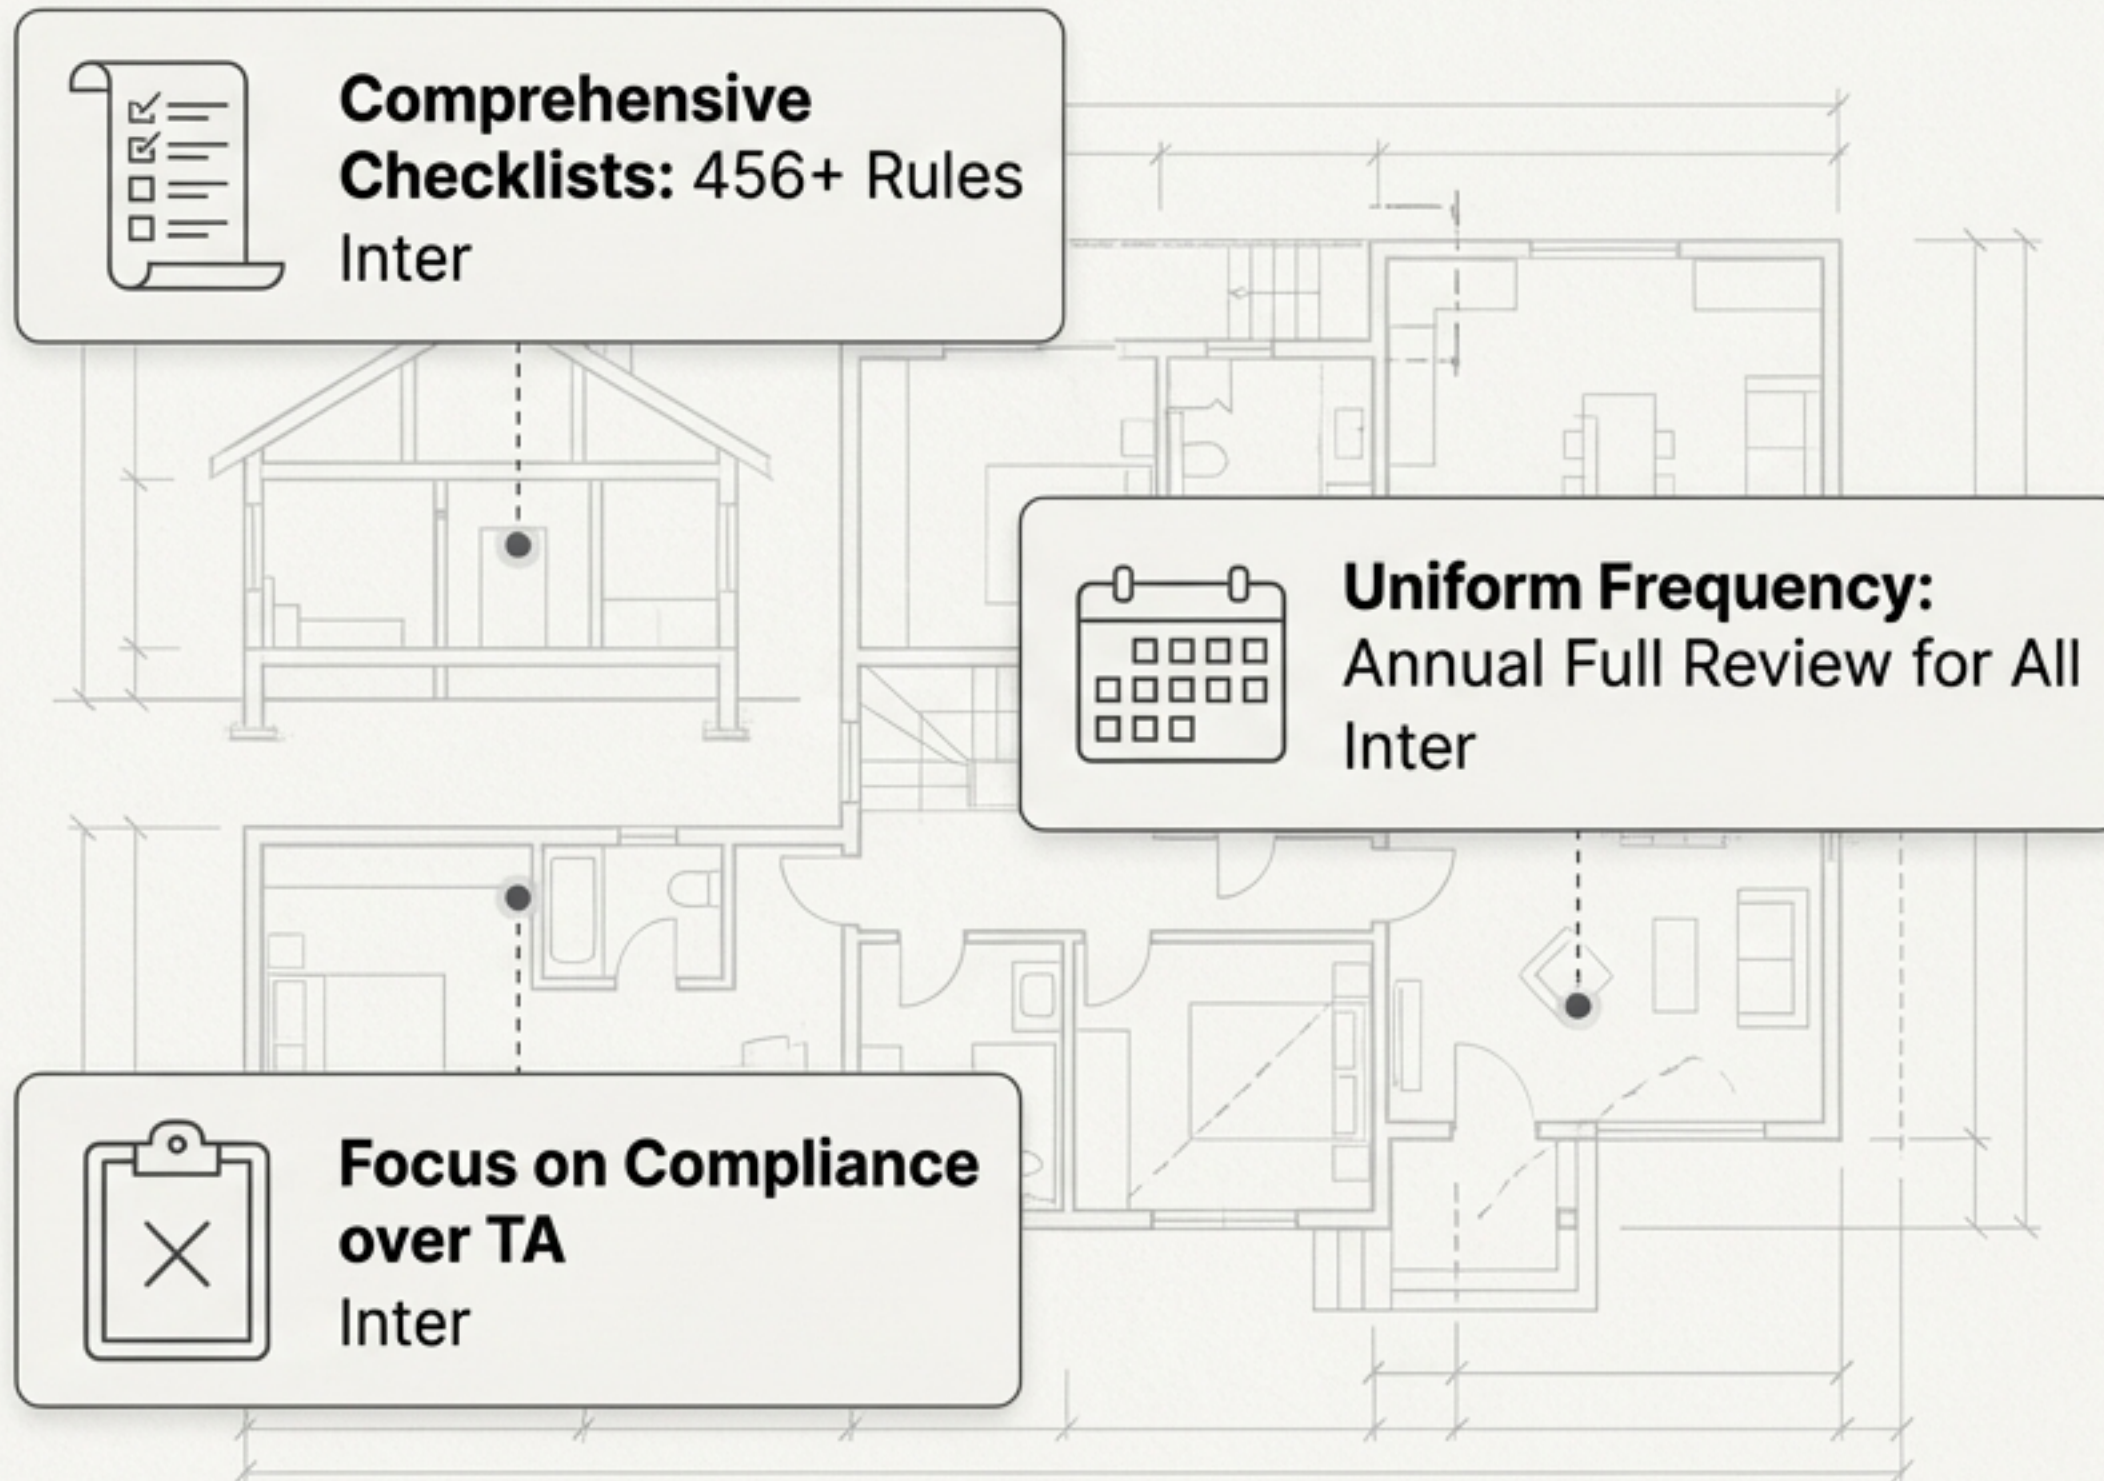 Comprehensive
Checklists: 456+ Rules
Inter
Uniform Frequency:
Annual Full Review for All
Inter
Focus on Compliance
over TA
Inter